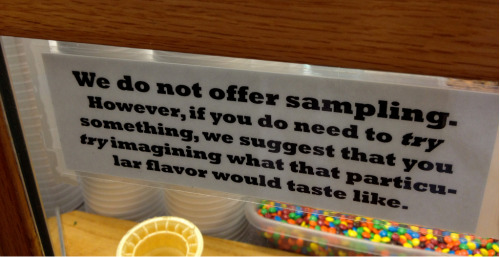 We do not offer sampling.
However, if you do need to try
something, we suggest that you
try imagining what that particu-
lar flavor would taste like.